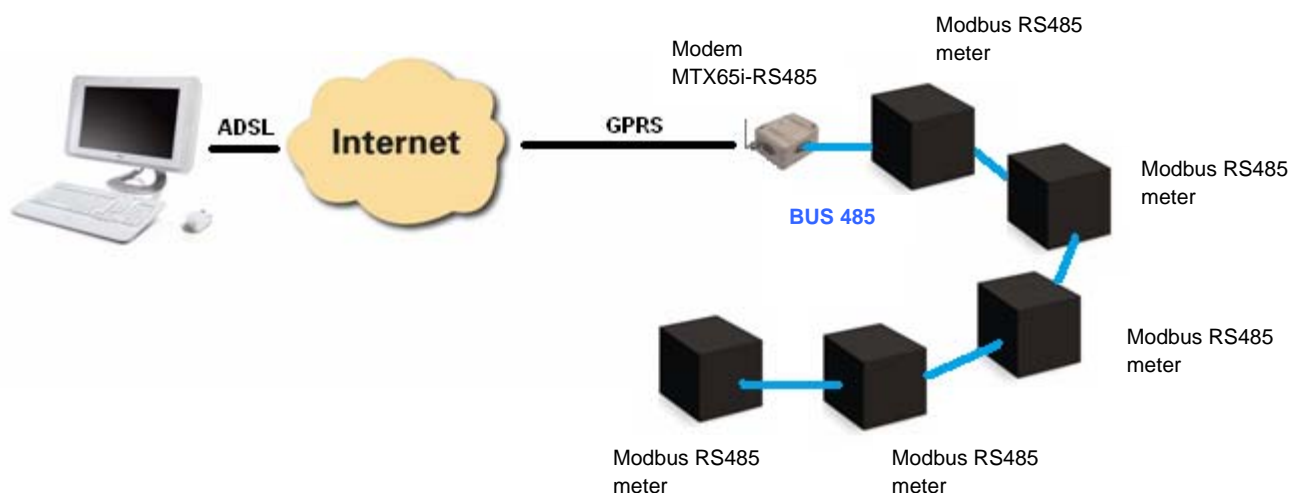 Modbus RS485
meter
Modem
MTX65i-RS485
ADSL
Internet
GPRS
Modbus RS485
meter
BUS 485
Modbus RS485
meter
Modbus RS485
meter
Modbus RS485
meter